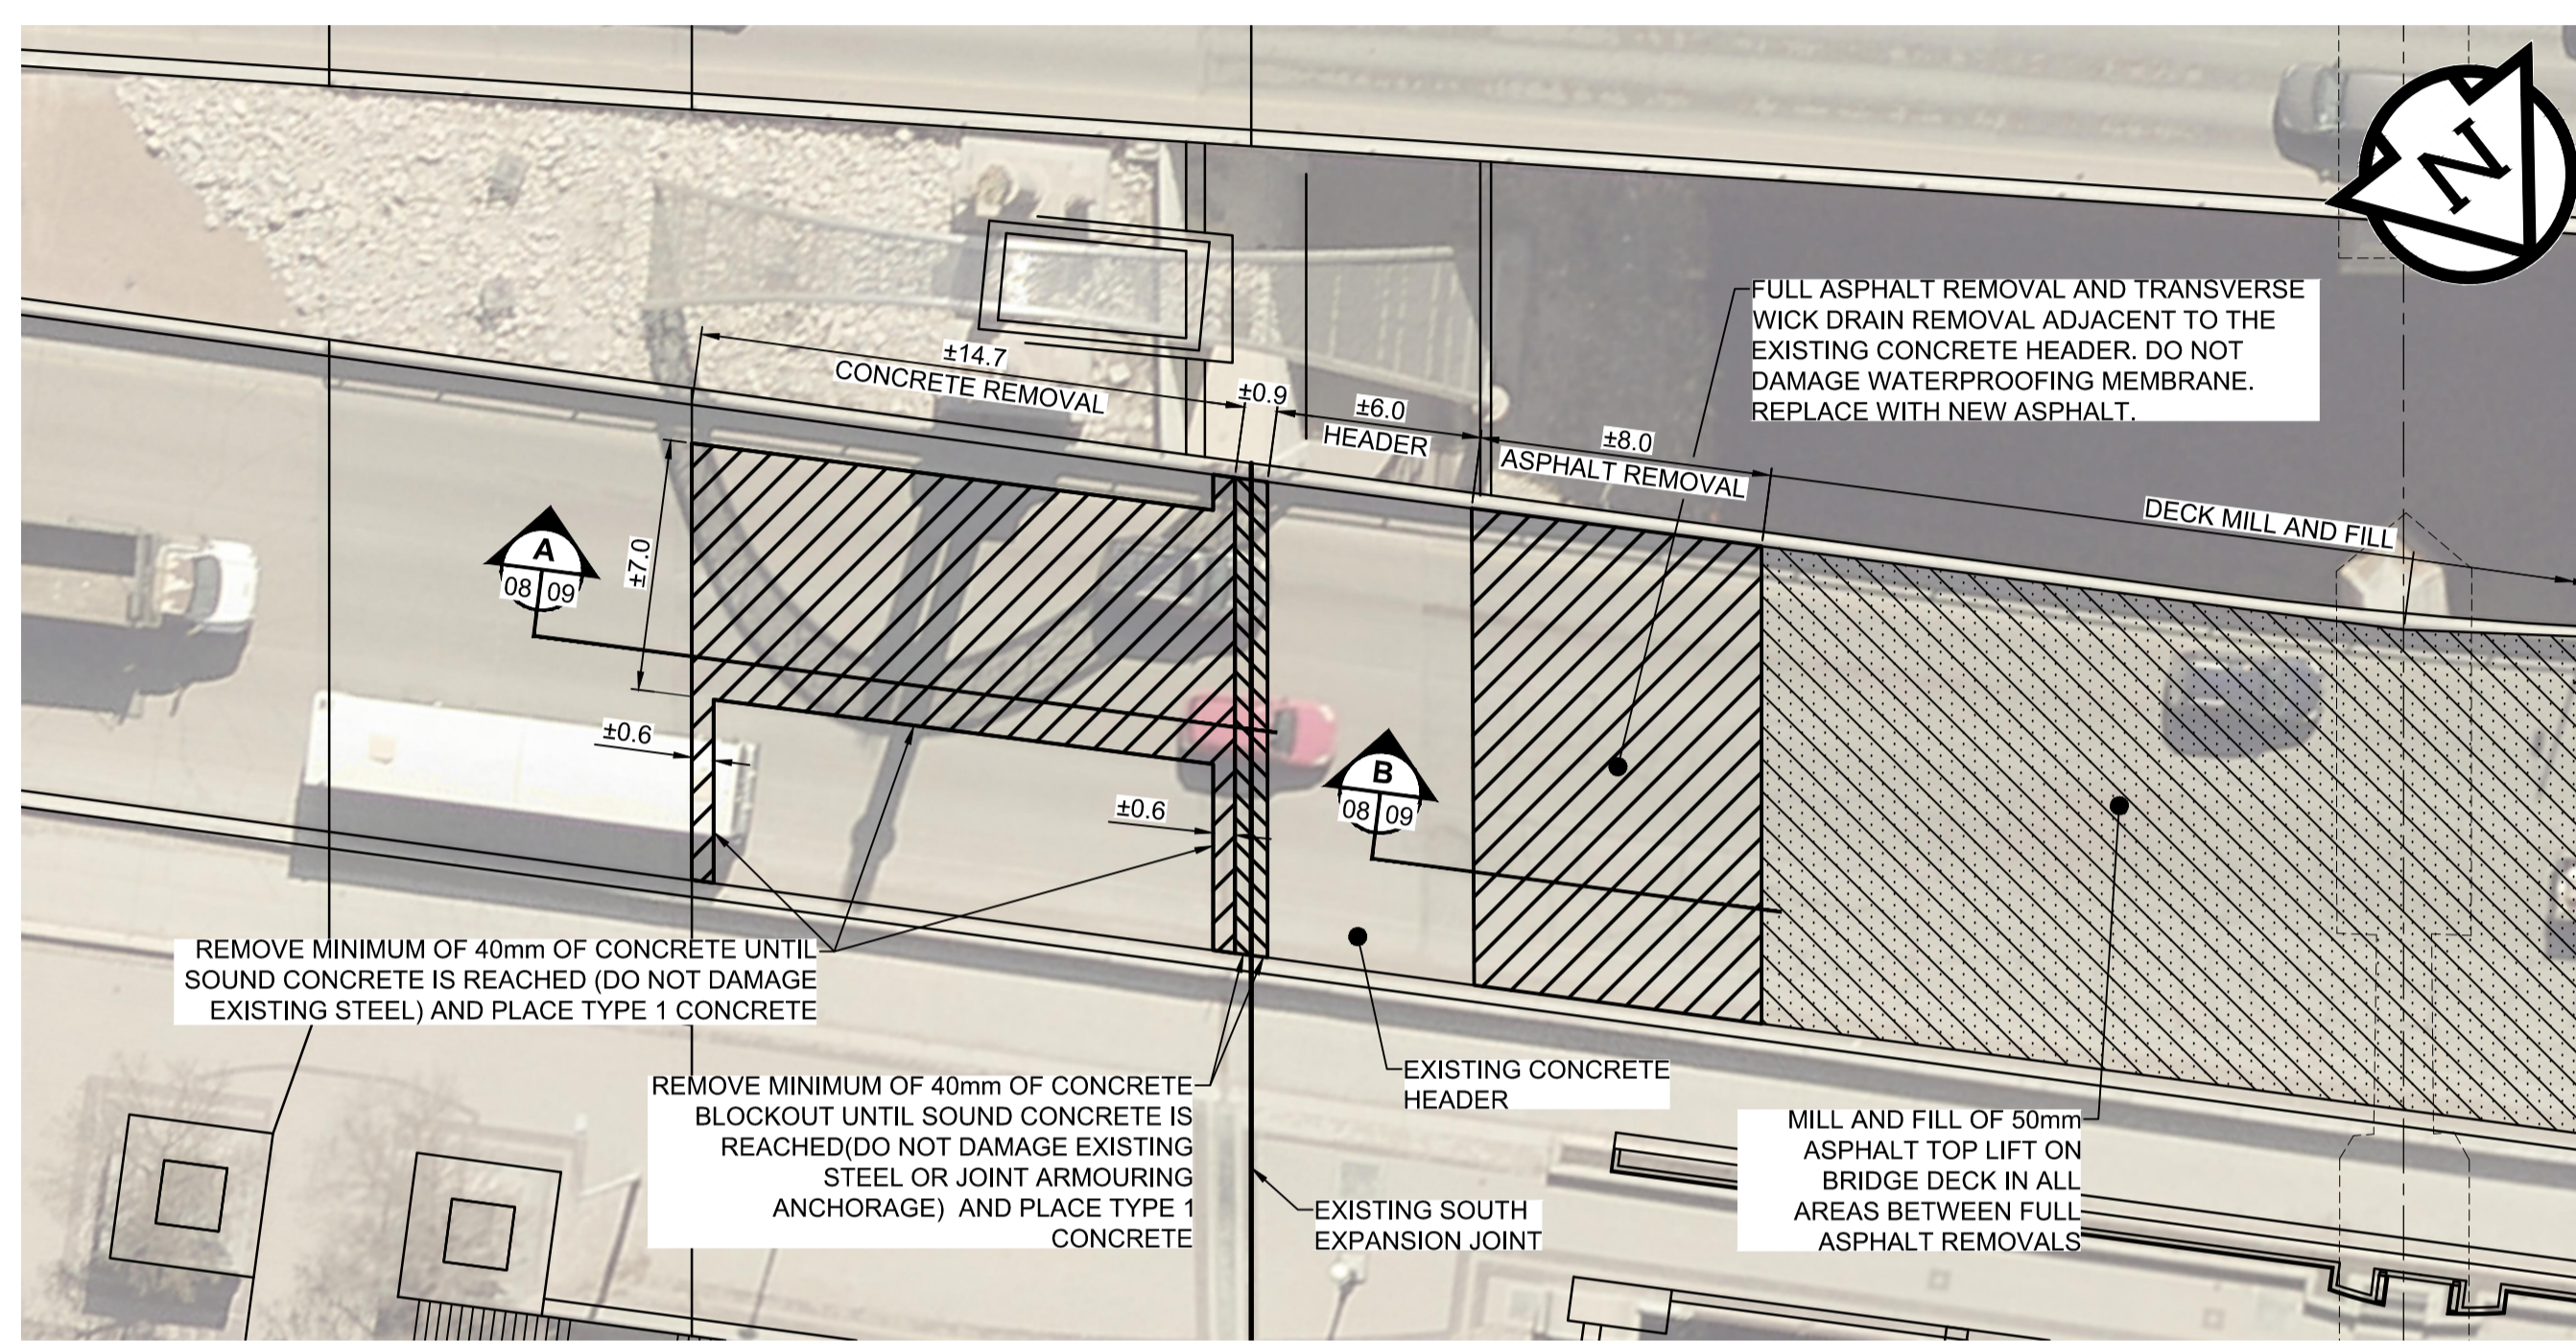 N
FULL ASPHALT REMOVAL AND TRANSVERSE
WICK DRAIN REMOVAL ADJACENT TO THE
EXISTING CONCRETE HEADER. DO NOT
DAMAGE WATERPROOFING MEMBRANE.
REPLACE WITH NEW ASPHALT.
±14.7
CONCRETE REMOVAL
±0.9
±6.0
HEADER
±8.0
ASPHALT REMOVAL
DECK MILL AND FILL
A
08 09
±7.0
±0.6
±0.6
B
08 09
REMOVE MINIMUM OF 40mm OF CONCRETE UNTIL
SOUND CONCRETE IS REACHED (DO NOT DAMAGE
EXISTING STEEL) AND PLACE TYPE 1 CONCRETE
REMOVE MINIMUM OF 40mm OF CONCRETE
BLOCKOUT UNTIL SOUND CONCRETE IS
REACHED(DO NOT DAMAGE EXISTING
STEEL OR JOINT ARMOURING
ANCHORAGE) AND PLACE TYPE 1
CONCRETE
EXISTING CONCRETE
HEADER
EXISTING SOUTH
EXPANSION JOINT
MILL AND FILL OF 50mm
ASPHALT TOP LIFT ON
BRIDGE DECK IN ALL
AREAS BETWEEN FULL
ASPHALT REMOVALS